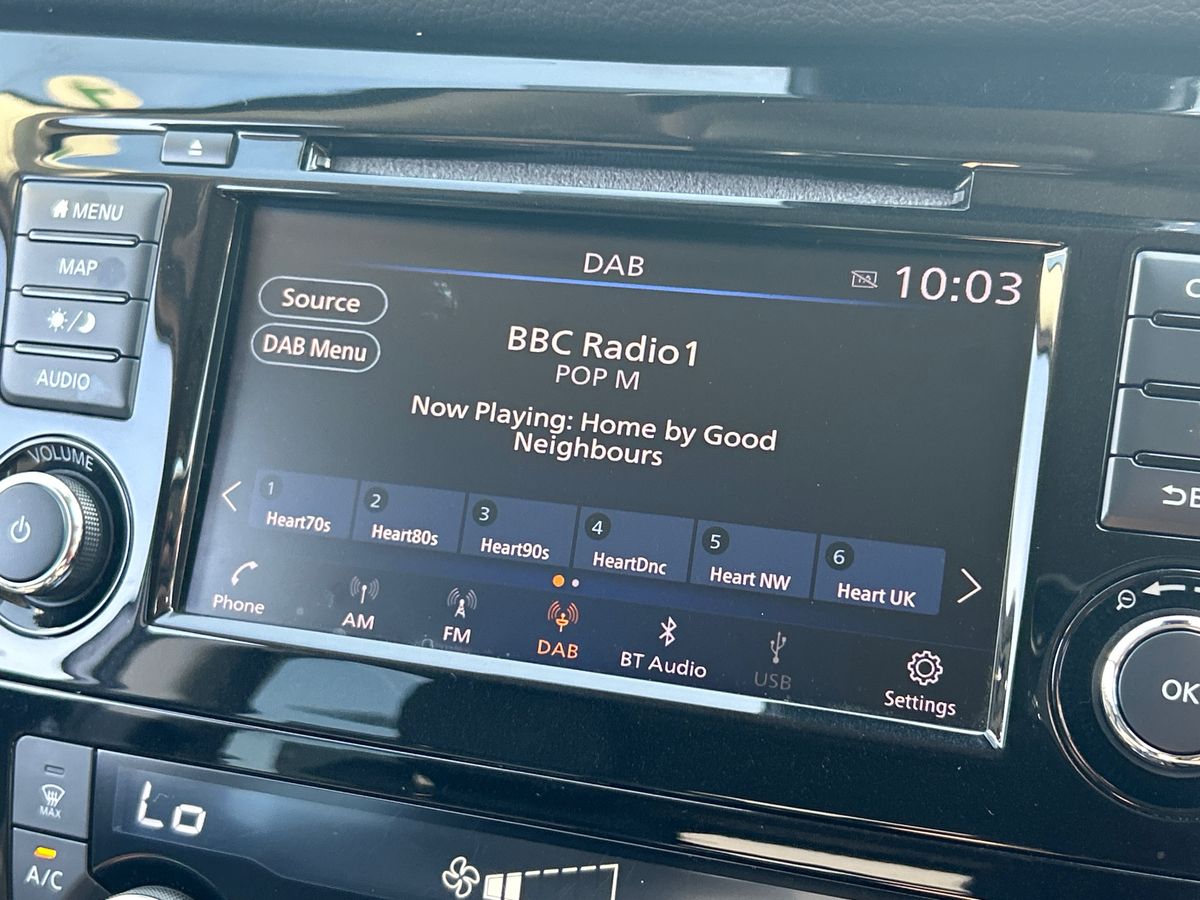 MENU
MAP
AUDIO
VOLUME
DAB
10:03
Source
DAB Menu
BBC Radio1
POP M
Now Playing: Home by Good
Neighbours
1 Heart70s
2 Heart80s
3 Heart90s
4 HeartDnc
5 Heart NW
6 Heart UK
Phone
AM
FM
DAB
BT Audio
USB
Settings
OK
MAX
A/C
Lo